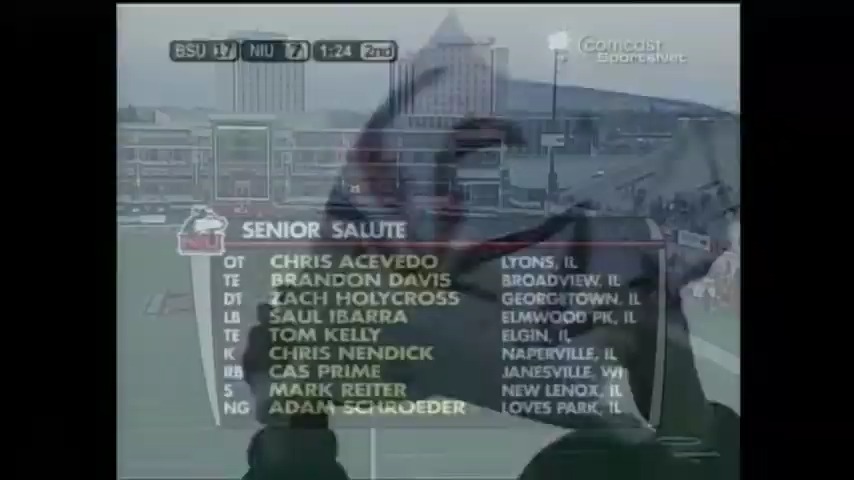 BSU 17 NIU 7 1:24 2nd
Comcast
SportsNet
NIU SENIOR SALUTE
OT CHRIS ACEVEDO LYONS, IL
TE BRANDON DAVIS BROADVIEW, IL
DT ZACH HOLYCROSS GEORGETOWN, IL
LB SAUL IBARRA ELMWOOD PK, IL
TE TOM KELLY ELGIN, IL
K CHRIS NENDICK NAPERVILLE, IL
RB CAS PRIME JANESVILLE, WI
S MARK REITER NEW LENOX, IL
NG ADAM SCHROEDER LOVES PARK, IL